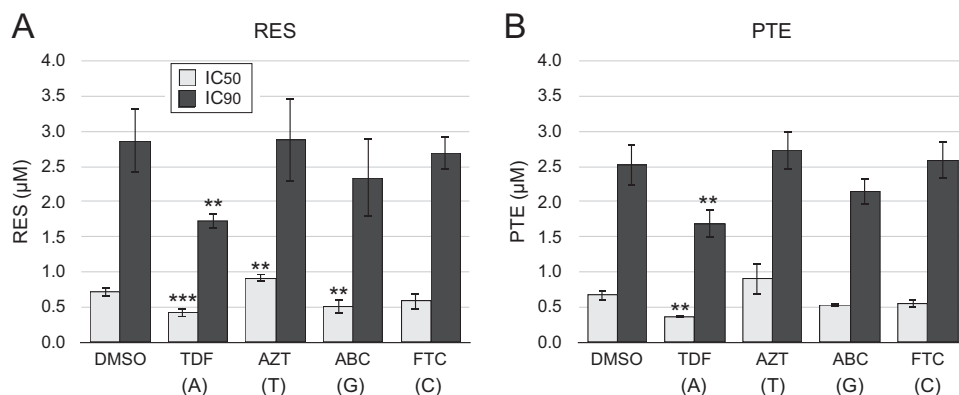 A
RES
4.0
3.5
3.0
2.5
2.0
1.5
1.0
0.5
0.0
RES (µM)
IC50
IC90
**
***
**
**
DMSO TDF AZT ABC FTC
(A) (T) (G) (C)
B
PTE
4.0
3.5
3.0
2.5
2.0
1.5
1.0
0.5
0.0
PTE (µM)
**
**
DMSO TDF AZT ABC FTC
(A) (T) (G) (C)